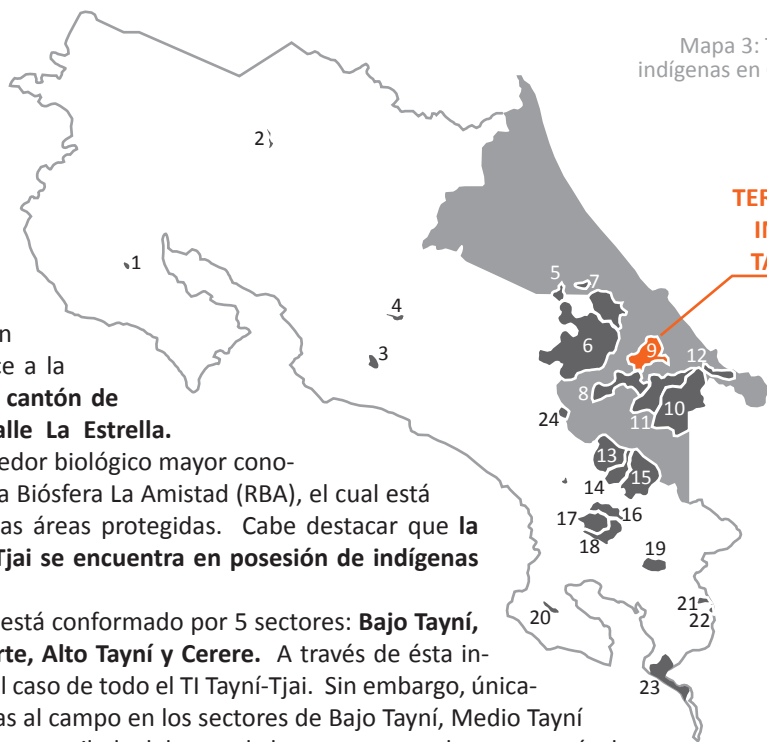 Mapa 3:
indígenas en
2
TER
IN
TA
1
5
7
4
6
9
3
12
8
10
11
24
a la
cantón de
alle La Estrella.
edor biológico mayor cono-
a Biósfera La Amistad (RBA), el cual está
as áreas protegidas. Cabe destacar que la
Tjai se encuentra en posesión de indígenas
13
14
15
16
17
18
19
20
21
22
23
está conformado por 5 sectores: Bajo Tayní,
rte, Alto Tayní y Cerere. A través de ésta in-
l caso de todo el TI Tayní-Tjai. Sin embargo, única-
as al campo en los sectores de Bajo Tayní, Medio Tayní